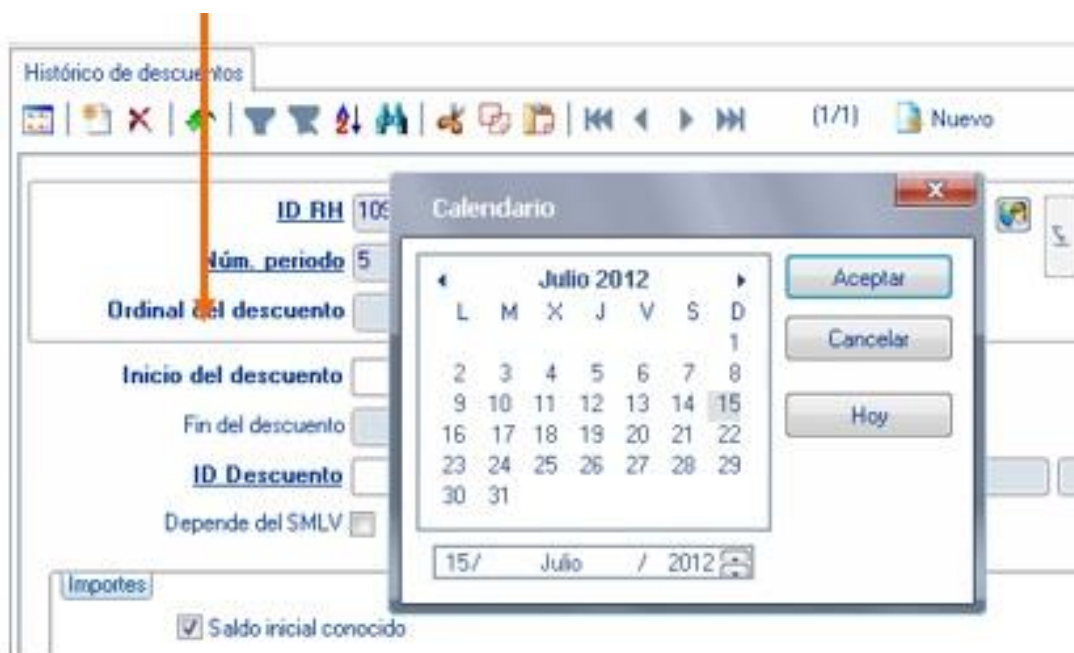 Histórico de descuentos
(1/1) Nuevo
ID RH 109
Núm. periodo 5
Ordinal del descuento
Inicio del descuento
Fin del descuento
ID Descuento
Depende del SMLV
Importes
Saldo inicial conocido
Calendario
Julio 2012
L M X J V S D
1
2 3 4 5 6 7 8
9 10 11 12 13 14 15
16 17 18 19 20 21 22
23 24 25 26 27 28 29
30 31
15/ Julio / 2012
Aceptar
Cancelar
Hoy